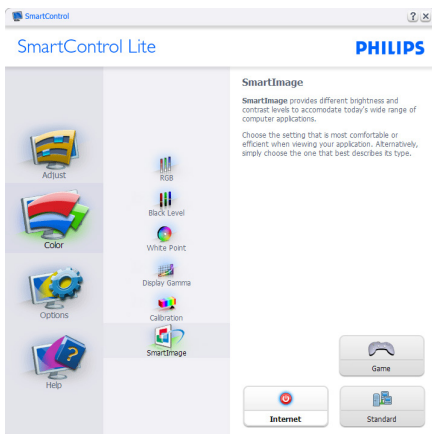 SmartControl
SmartControl Lite
PHILIPS
Adjust
Color
Options
Help
RGB
Black Level
White Point
Display Gamma
Calibration
SmartImage
SmartImage
SmartImage provides different brightness and
contrast levels to accomodate today's wide range of
computer applications.
Choose the setting that is most comfortable or
efficient when viewing your application. Alternatively,
simply choose the one that best describes its type.
Game
Internet
Standard